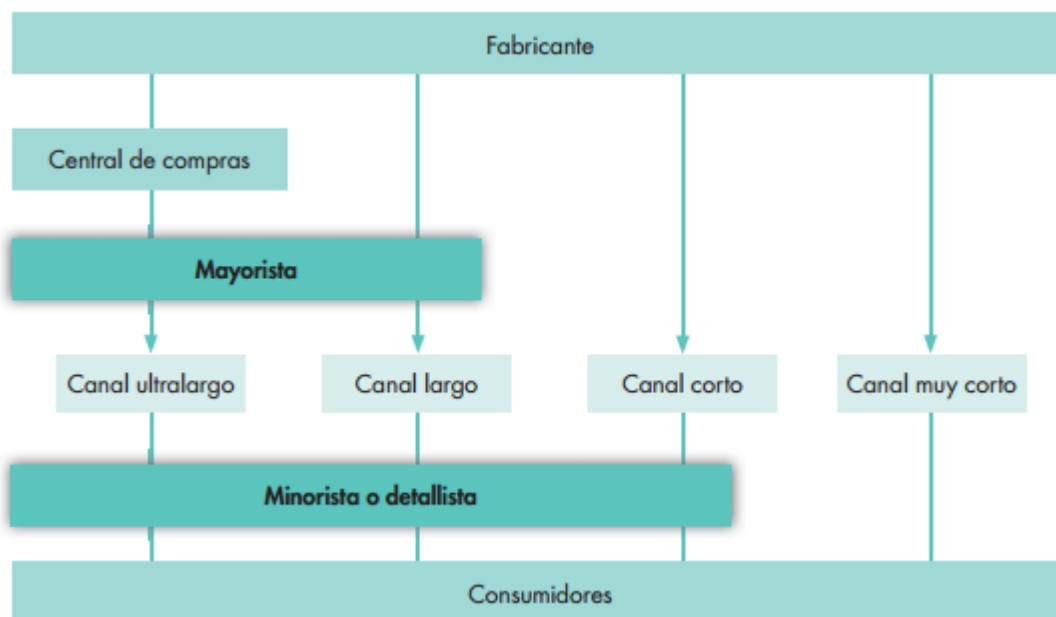 Fabricante
Central de compras
Mayorista
Canal ultralargo
Canal largo
Canal corto
Canal muy corto
Minorista o detallista
Consumidores